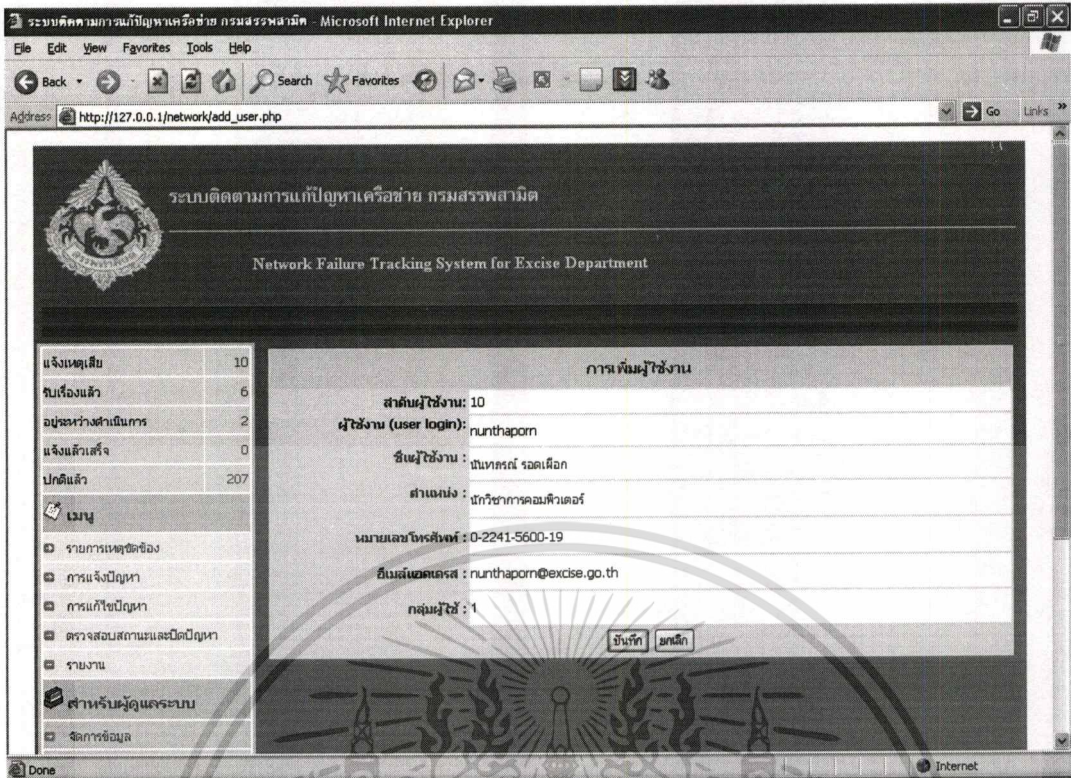 ระบบติดตามการแก้ปัญหาเครือข่าย กรมสรรพสามิต - Microsoft Internet Explorer
File Edit View Favorites Tools Help
Back Search Favorites
Address http://127.0.0.1/network/add_user.php Go Links »
ระบบติดตามการแก้ปัญหาเครือข่าย กรมสรรพสามิต
Network Failure Tracking System for Excise Department
แจ้งเหตุเสีย 10
รับเรื่องแล้ว 6
อยู่ระหว่างดำเนินการ 2
แจ้งแล้วเสร็จ 0
ปกติแล้ว 207
เมนู
รายการเหตุขัดข้อง
การแจ้งปัญหา
การแก้ไขปัญหา
ตรวจสอบสถานะและปิดปัญหา
รายงาน
สำหรับผู้ดูแลระบบ
จัดการข้อมูล
การเพิ่มผู้ใช้งาน
ลำดับผู้ใช้งาน: 10
ผู้ใช้งาน (user login): nunthaporn
ชื่อผู้ใช้งาน : นันทภรณ์ รอดเผือก
ตำแหน่ง : นักวิชาการคอมพิวเตอร์
หมายเลขโทรศัพท์ : 0-2241-5600-19
อีเมล์แอดเดรส : nunthaporn@excise.go.th
กลุ่มผู้ใช้ : 1
บันทึก ยกเลิก
Done Internet